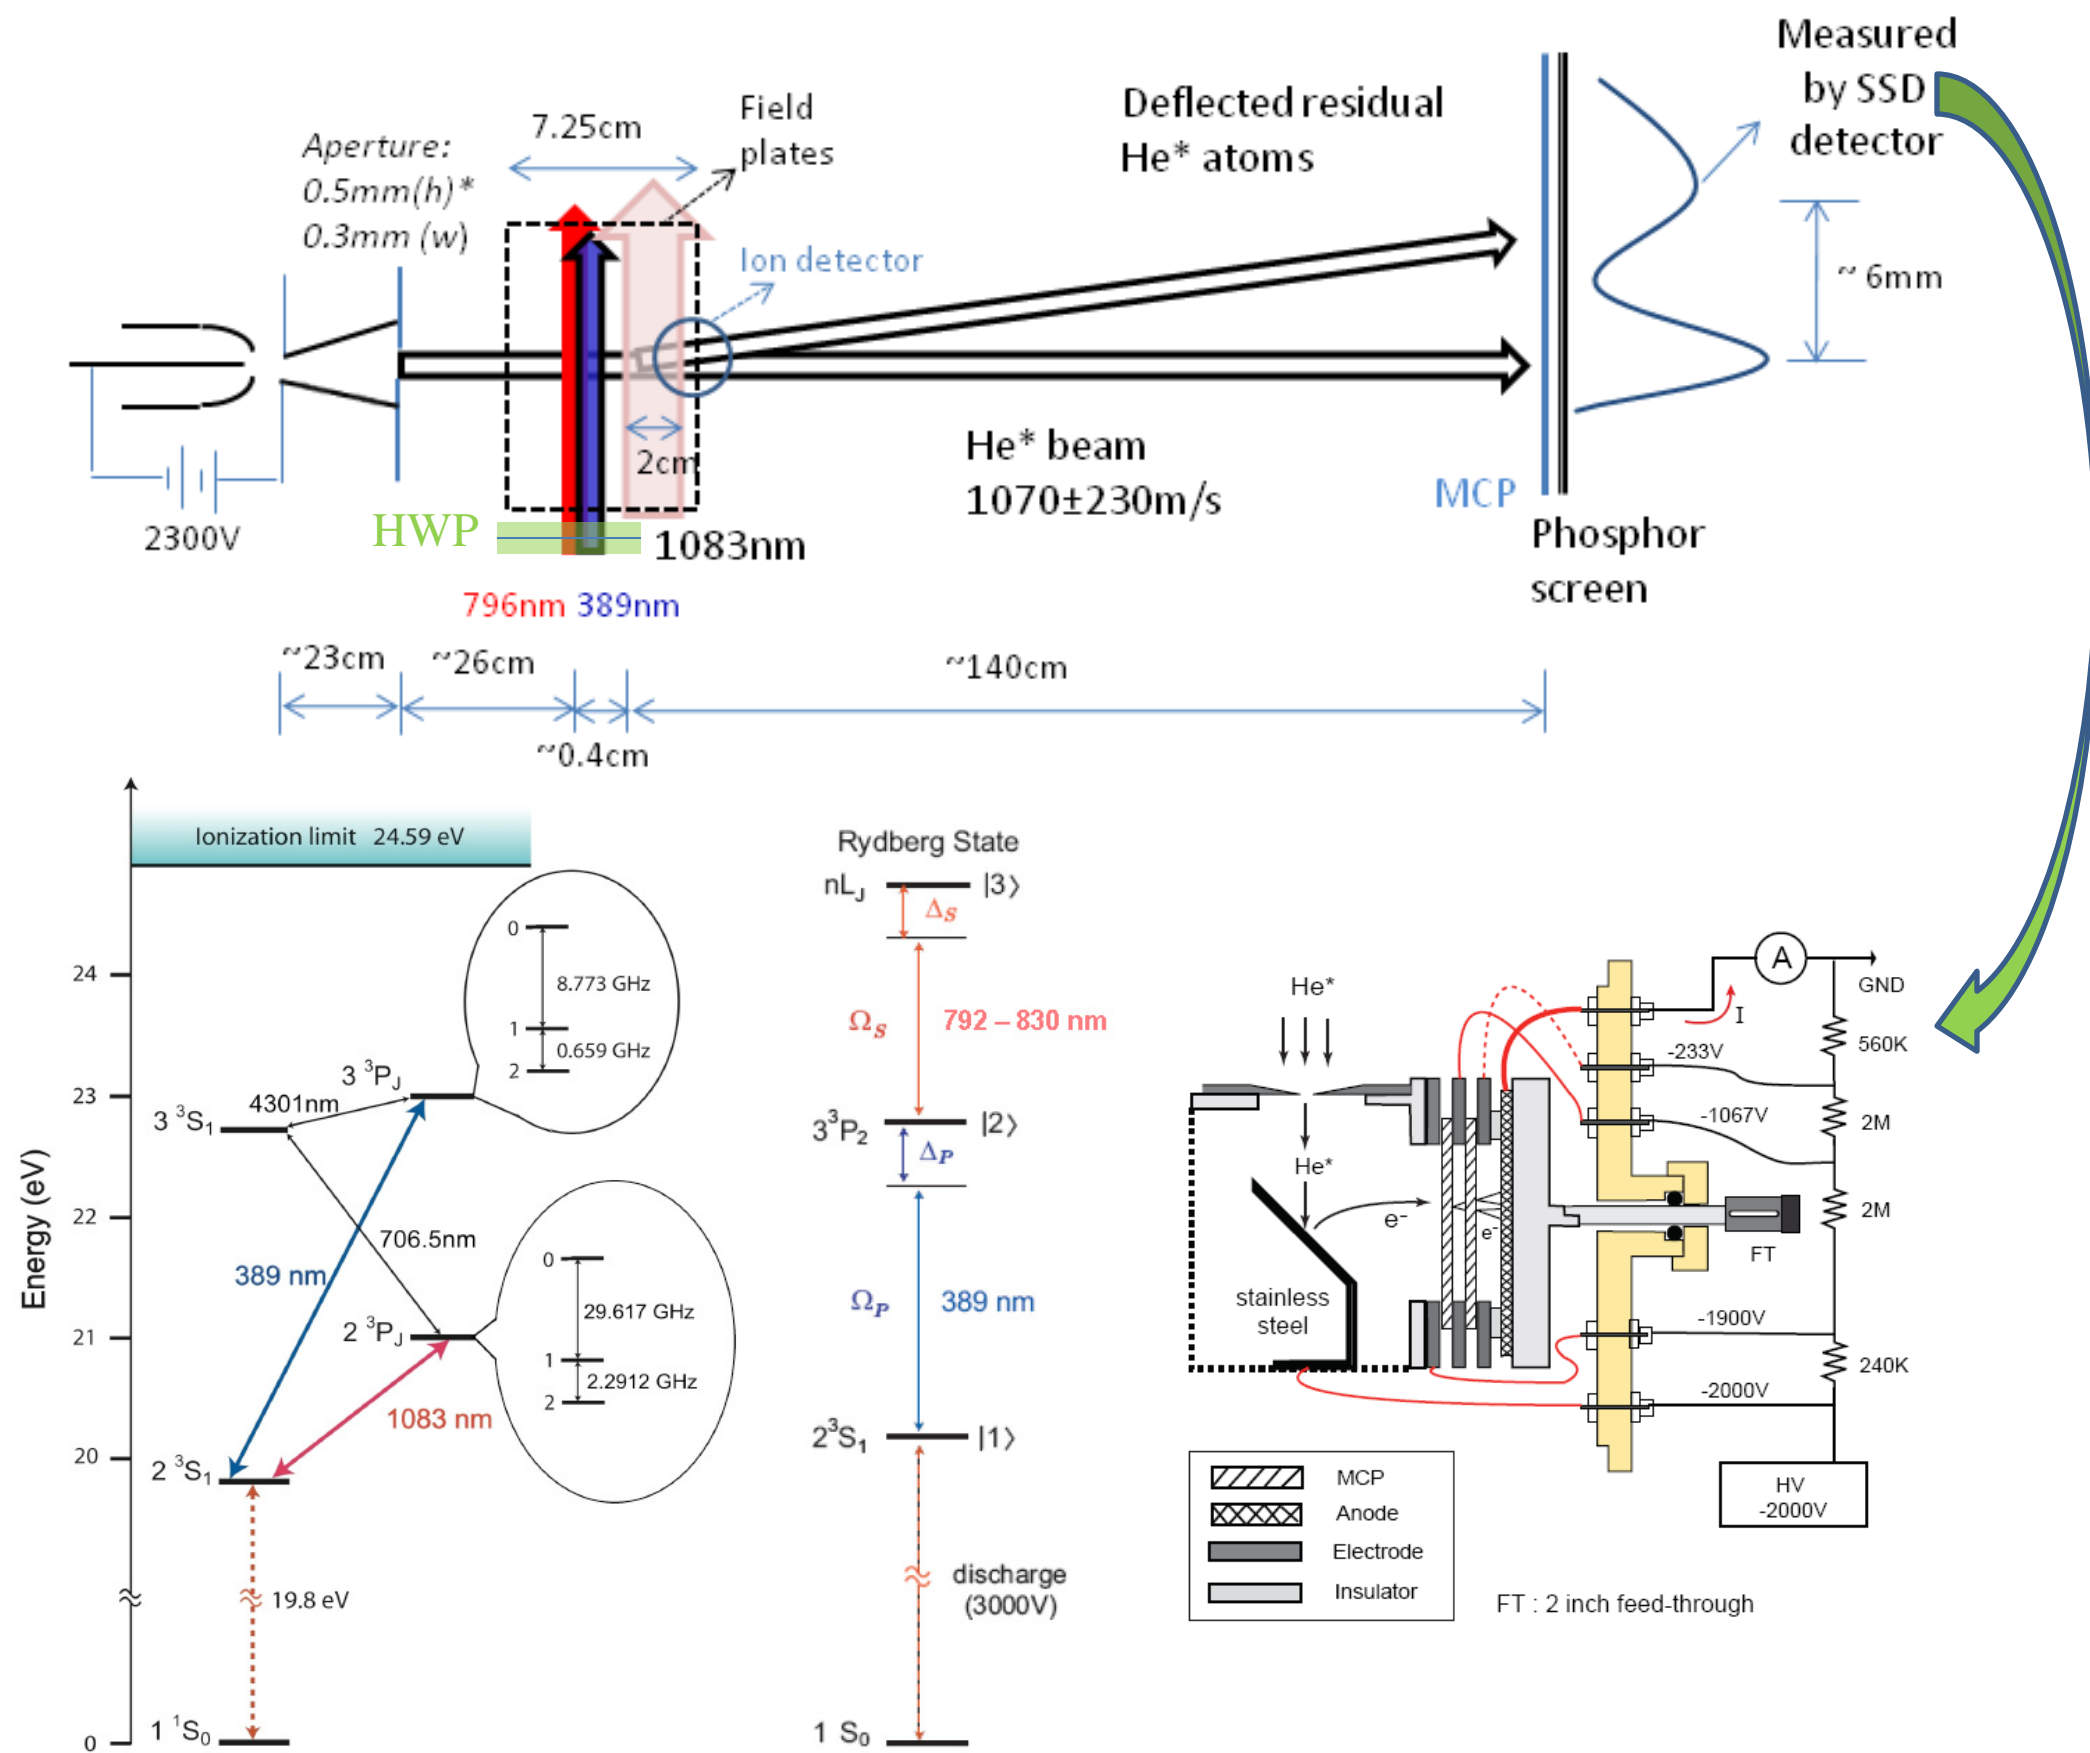 Measured
by SSD
detector
Field
plates
7.25cm
Aperture:
0.5mm(h)*
0.3mm (w)
Deflected residual
He* atoms
Ion detector
~ 6mm
2cm
He* beam
1070±230m/s
MCP
2300V
HWP
1083nm
Phosphor
screen
796nm 389nm
~23cm
~26cm
~140cm
~0.4cm
Energy (eV)
Ionization limit 24.59 eV
24
23
22
21
20
0
0
8.773 GHz
1
0.659 GHz
2
3 ³P_J
4301nm
3 ³S₁
706.5nm
389 nm
0
29.617 GHz
1
2.2912 GHz
2
2 ³P_J
1083 nm
2 ³S₁
19.8 eV
1 ¹S₀
Rydberg State
nL_J |3⟩
Δ_S
Ω_S 792 – 830 nm
3³P₂ |2⟩
Δ_P
Ω_P 389 nm
2³S₁ |1⟩
discharge
(3000V)
1 S₀
He*
He*
e-
e-
stainless
steel
A
GND
I
560K
-233V
-1067V
2M
2M
FT
-1900V
240K
-2000V
HV
-2000V
MCP
Anode
Electrode
Insulator
FT : 2 inch feed-through